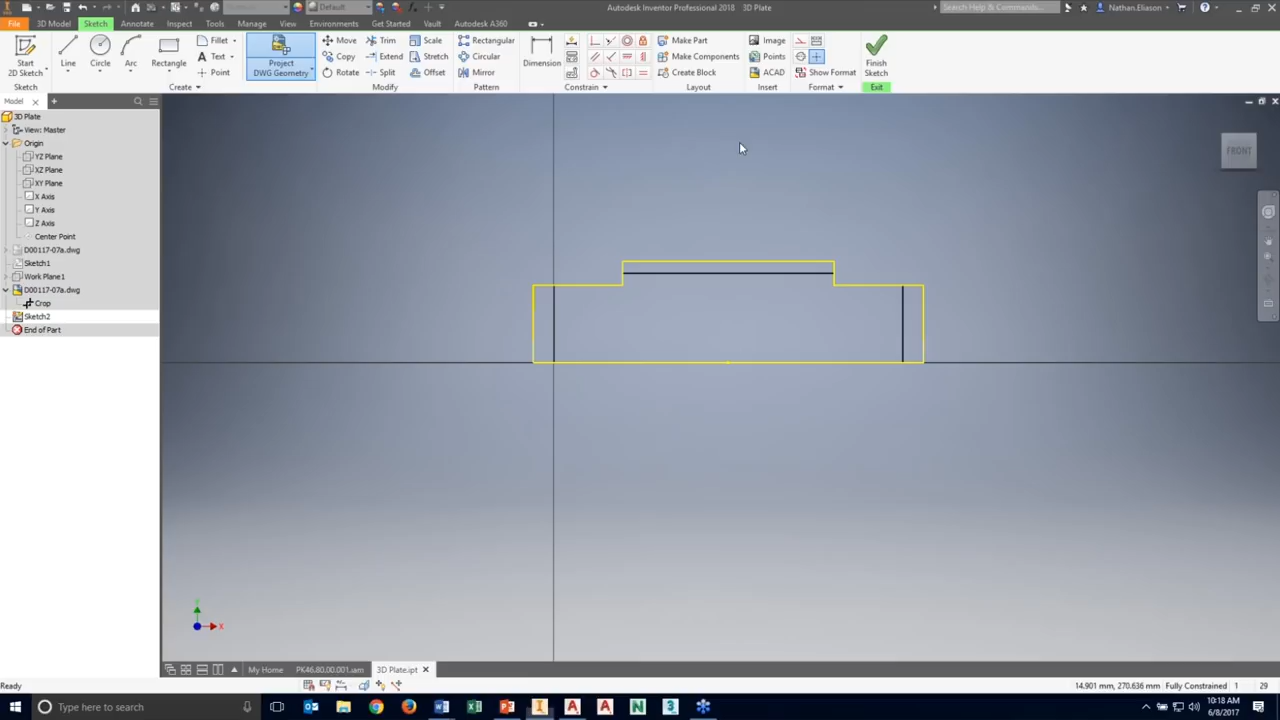 Default
Autodesk Inventor Professional 2018 3D Plate
Search Help & Commands...
Nathan.Eliason
File 3D Model Sketch Annotate Inspect Tools Manage View Environments Get Started Vault Autodesk A360
Start
2D Sketch
Line
Circle
Arc
Rectangle
Fillet
Text
Point
Project
DWG Geometry
Move
Copy
Rotate
Trim
Extend
Split
Scale
Stretch
Offset
Rectangular
Circular
Mirror
Dimension
Make Part
Make Components
Create Block
Image
Points
ACAD
Show Format
Finish
Sketch
Sketch Create Modify Pattern Constrain Layout Insert Format Exit
Model
3D Plate
View: Master
Origin
YZ Plane
XZ Plane
XY Plane
X Axis
Y Axis
Z Axis
Center Point
D00117-07a.dwg
Sketch1
Work Plane1
D00117-07a.dwg
Crop
Sketch2
End of Part
FRONT
X
My Home PK46.80.00.001.iam 3D Plate.ipt
Ready
14.901 mm, 270.636 mm Fully Constrained 1 29
Type here to search
10:18 AM
6/8/2017